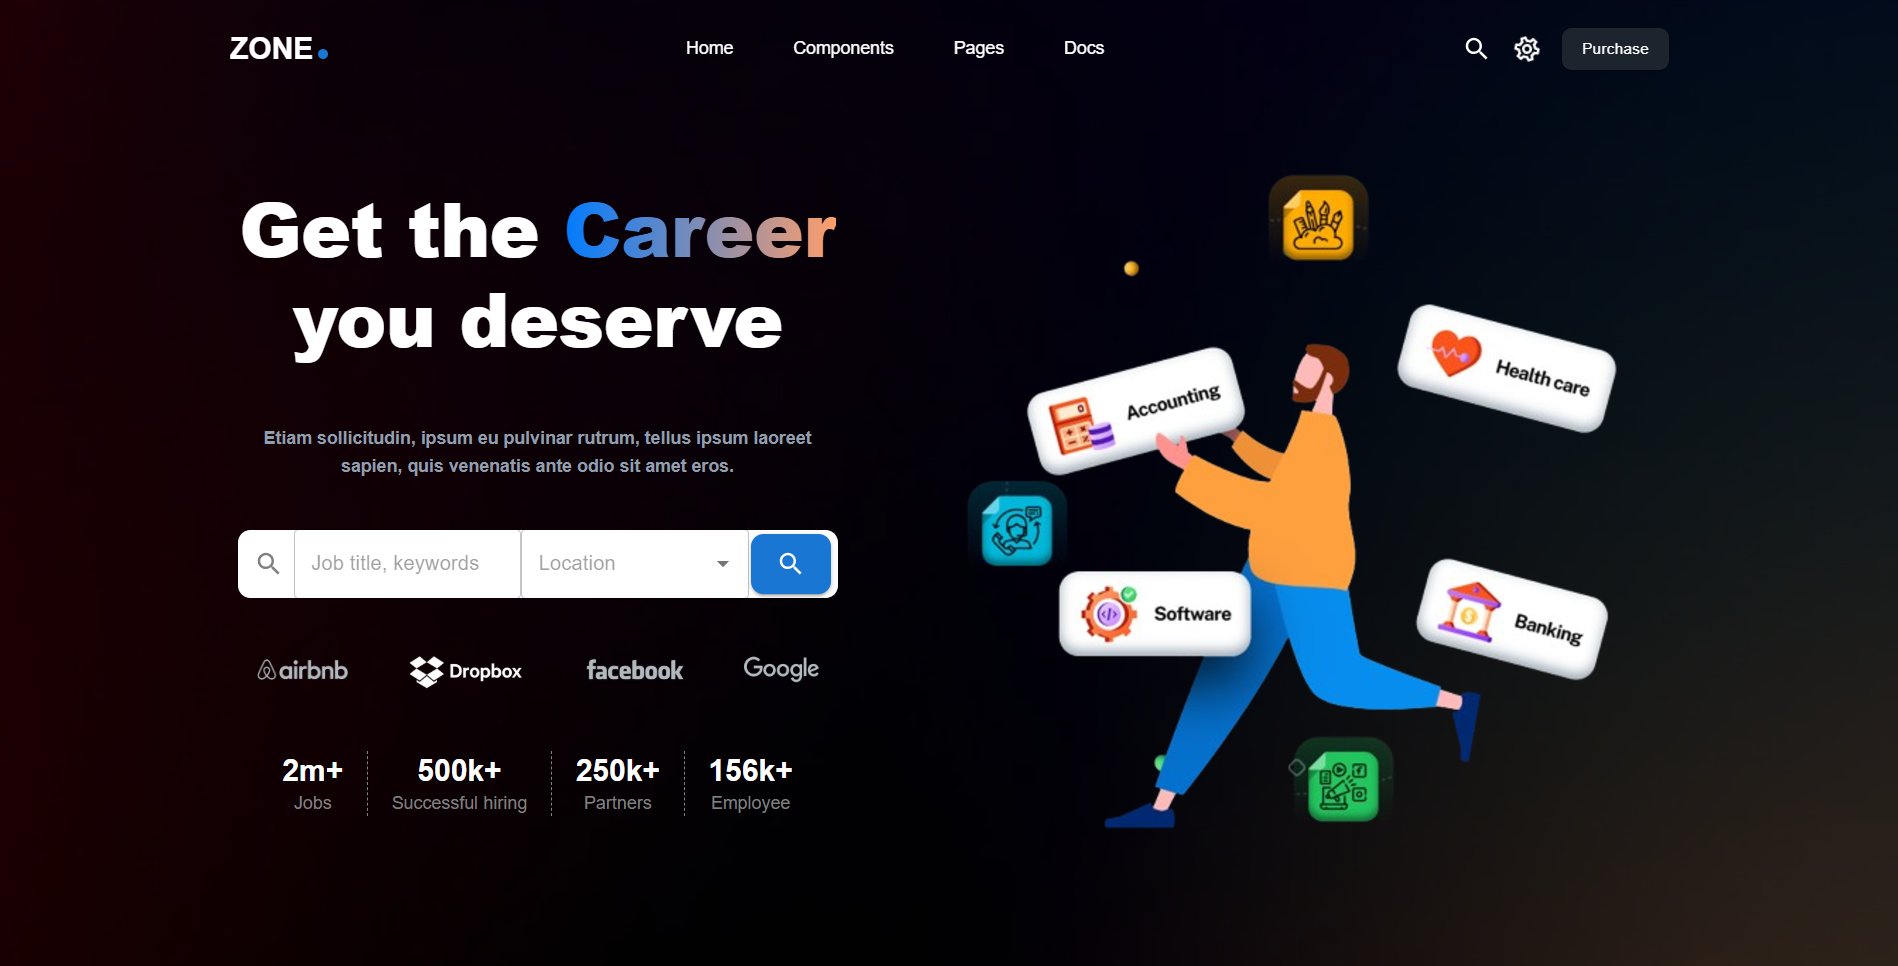 ZONE
Home Components Pages Docs
Purchase
Get the Career
you deserve
Etiam sollicitudin, ipsum eu pulvinar rutrum, tellus ipsum laoreet
sapien, quis venenatis ante odio sit amet eros.
Job title, keywords
Location
airbnb
Dropbox
facebook
Google
2m+
Jobs
500k+
Successful hiring
250k+
Partners
156k+
Employee
Accounting
Health care
Software
Banking